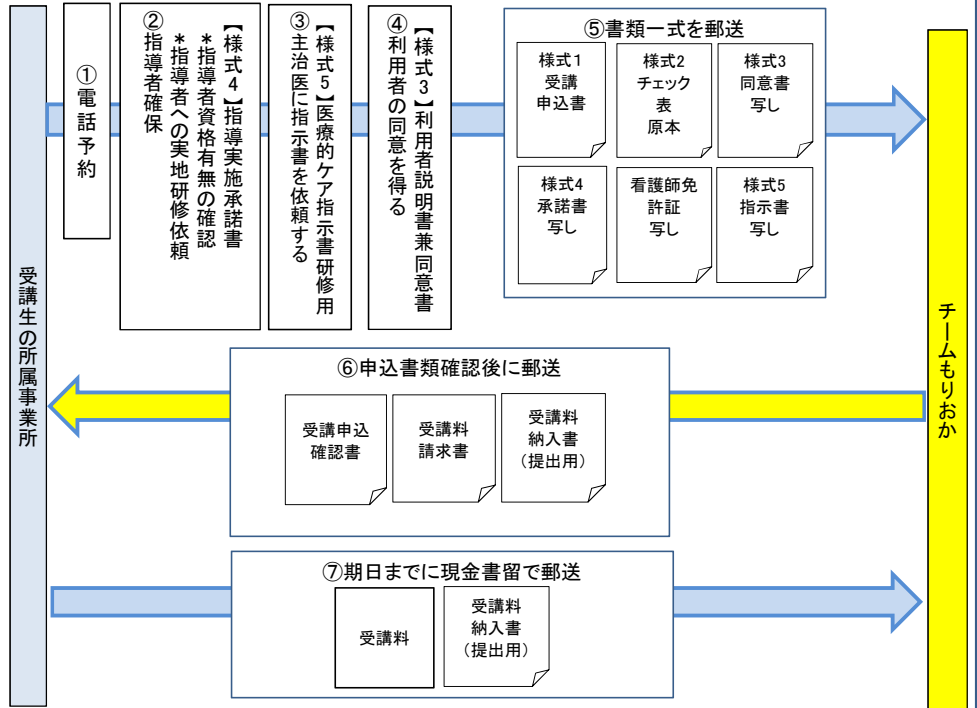 受講生の所属事業所
①電話予約
②指導者確保
【様式4】指導実施承諾書
＊指導者資格有無の確認
＊指導者への実地研修依頼
③主治医に指示書を依頼する
【様式5】医療的ケア指示書研修用
④利用者の同意を得る
【様式3】利用者説明書兼同意書
⑤書類一式を郵送
様式1
受講
申込書
様式2
チェック
表
原本
様式3
同意書
写し
様式4
承諾書
写し
看護師免
許証
写し
様式5
指示書
写し
チームもりおか
⑥申込書類確認後に郵送
受講申込
確認書
受講料
請求書
受講料
納入書
(提出用)
⑦期日までに現金書留で郵送
受講料
受講料
納入書
(提出用)